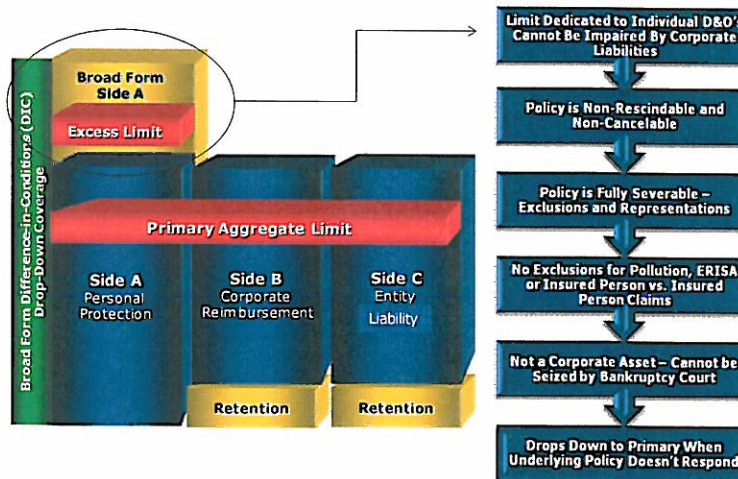 Broad Form Difference-in-Conditions (DIC)
Drop-Down Coverage
Broad Form
Side A
Excess Limit
Primary Aggregate Limit
Side A
Personal
Protection
Side B
Corporate
Reimbursement
Side C
Entity
Liability
Retention
Retention
Limit Dedicated to Individual D&O's
Cannot Be Impaired By Corporate
Liabilities
Policy is Non-Rescindable and
Non-Cancelable
Policy is Fully Severable –
Exclusions and Representations
No Exclusions for Pollution, ERISA
or Insured Person vs. Insured
Person Claims
Not a Corporate Asset – Cannot be
Seized by Bankruptcy Court
Drops Down to Primary When
Underlying Policy Doesn't Respond